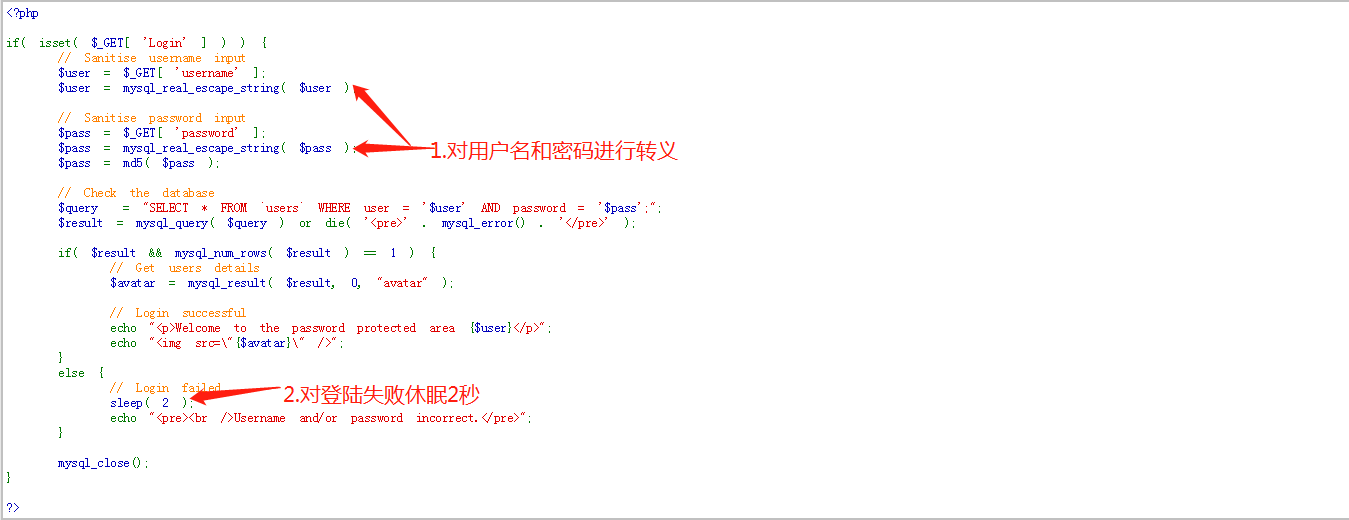 <?php
if( isset( $_GET[ 'Login' ] ) ) {
// Sanitise username input
$user = $_GET[ 'username' ];
$user = mysql_real_escape_string( $user )
// Sanitise password input
$pass = $_GET[ 'password' ];
$pass = mysql_real_escape_string( $pass );
1.对用户名和密码进行转义
$pass = md5( $pass );
// Check the database
$query = "SELECT * FROM `users` WHERE user = '$user' AND password = '$pass';";
$result = mysql_query( $query ) or die( '<pre>' . mysql_error() . '</pre>' );
if( $result && mysql_num_rows( $result ) == 1 ) {
// Get users details
$avatar = mysql_result( $result, 0, "avatar" );
// Login successful
echo "<p>Welcome to the password protected area {$user}</p>";
echo "<img src=\"{$avatar}\" />";
}
else {
// Login failed
sleep( 2 );
2.对登陆失败休眠2秒
echo "<pre><br />Username and/or password incorrect.</pre>";
}
mysql_close();
}
?>